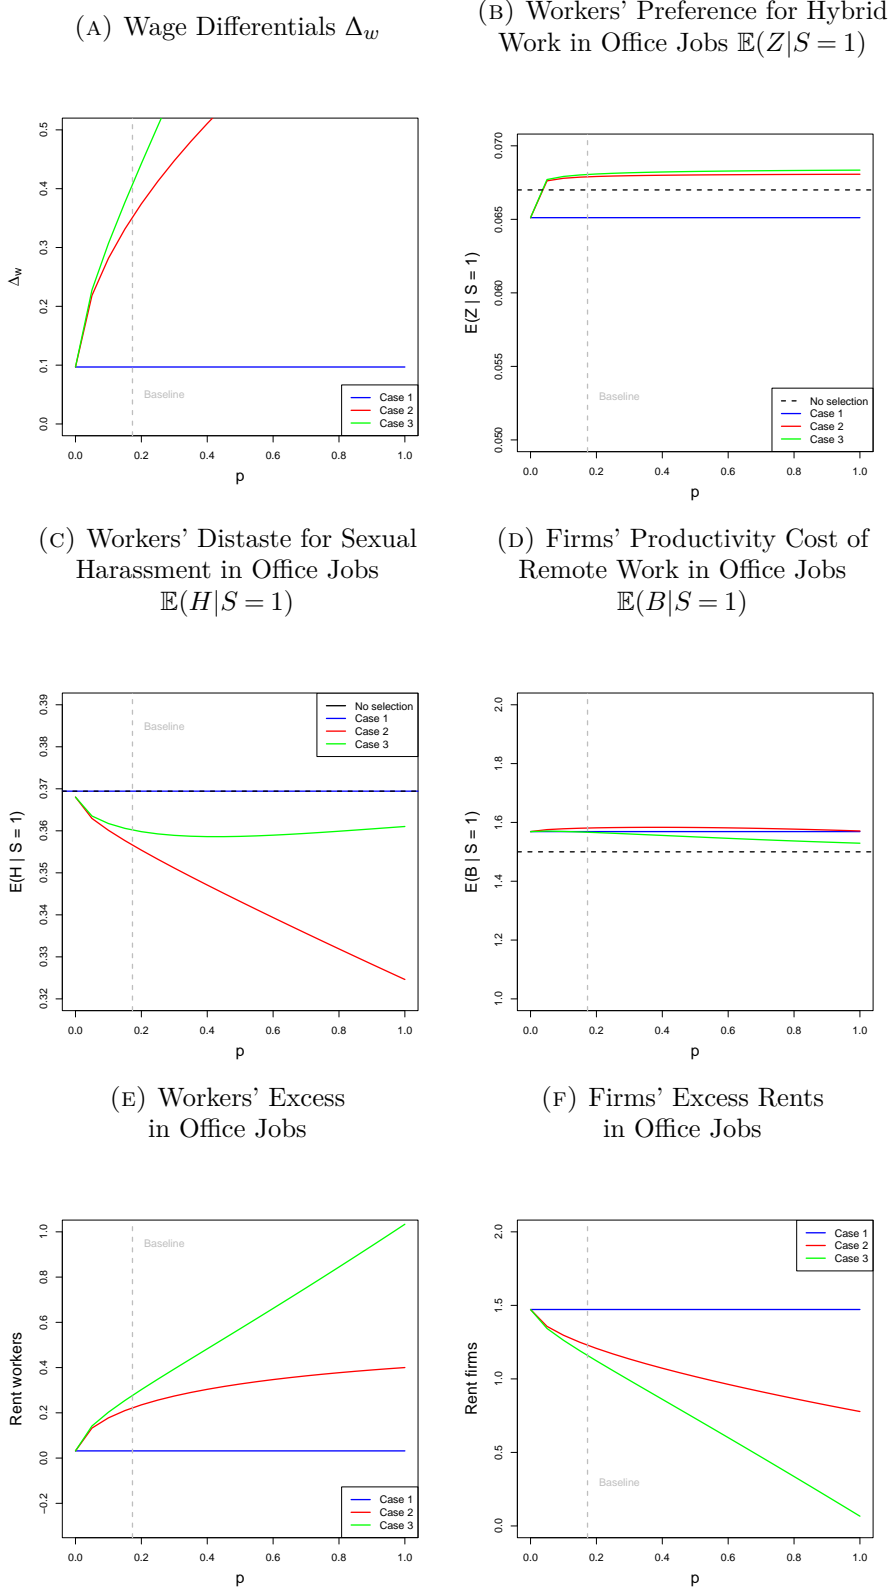 (A) Wage Differentials Δw
0.5
0.4
0.3
0.2
0.1
0.0
Δw
Baseline
Case 1
Case 2
Case 3
0.0 0.2 0.4 0.6 0.8 1.0
p
(B) Workers' Preference for Hybrid
Work in Office Jobs 𝔼(Z|S = 1)
0.070
0.065
0.060
0.055
0.050
E(Z | S = 1)
Baseline
No selection
Case 1
Case 2
Case 3
0.0 0.2 0.4 0.6 0.8 1.0
p
(C) Workers' Distaste for Sexual
Harassment in Office Jobs
𝔼(H|S = 1)
0.39
0.38
0.37
0.36
0.35
0.34
0.33
0.32
E(H | S = 1)
Baseline
No selection
Case 1
Case 2
Case 3
0.0 0.2 0.4 0.6 0.8 1.0
p
(D) Firms' Productivity Cost of
Remote Work in Office Jobs
𝔼(B|S = 1)
2.0
1.8
1.6
1.4
1.2
1.0
E(B | S = 1)
0.0 0.2 0.4 0.6 0.8 1.0
p
(E) Workers' Excess
in Office Jobs
1.0
0.8
0.6
0.4
0.2
0.0
−0.2
Rent workers
Baseline
Case 1
Case 2
Case 3
0.0 0.2 0.4 0.6 0.8 1.0
p
(F) Firms' Excess Rents
in Office Jobs
2.0
1.5
1.0
0.5
0.0
Rent firms
Case 1
Case 2
Case 3
Baseline
0.0 0.2 0.4 0.6 0.8 1.0
p